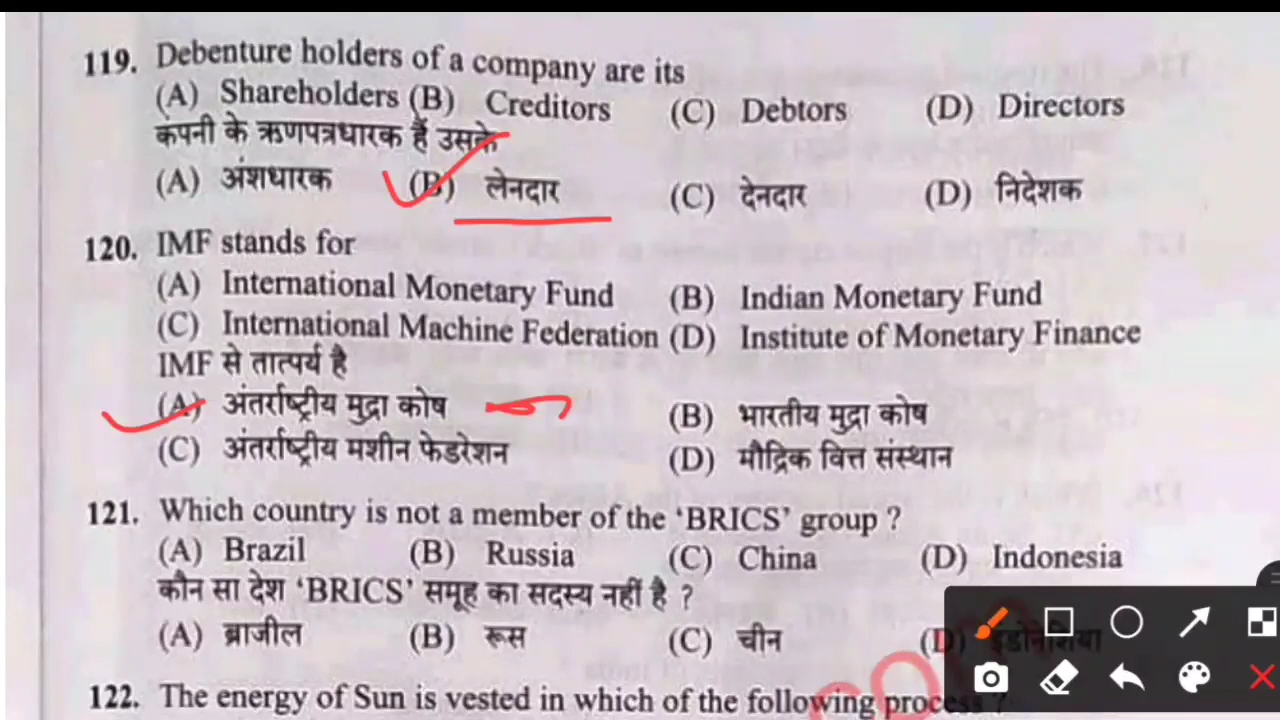 119. Debenture holders of a company are its
(A) Shareholders (B) Creditors (C) Debtors (D) Directors
कंपनी के ऋणपत्रधारक हैं उसके
(A) अंशधारक (B) लेनदार (C) देनदार (D) निदेशक
120. IMF stands for
(A) International Monetary Fund (B) Indian Monetary Fund
(C) International Machine Federation (D) Institute of Monetary Finance
IMF से तात्पर्य है
(A) अंतर्राष्ट्रीय मुद्रा कोष (B) भारतीय मुद्रा कोष
(C) अंतर्राष्ट्रीय मशीन फेडरेशन (D) मौद्रिक वित्त संस्थान
121. Which country is not a member of the ‘BRICS’ group ?
(A) Brazil (B) Russia (C) China (D) Indonesia
कौन सा देश ‘BRICS’ समूह का सदस्य नहीं है ?
(A) ब्राजील (B) रूस (C) चीन (D) इंडोनेशिया
122. The energy of Sun is vested in which of the following process ?